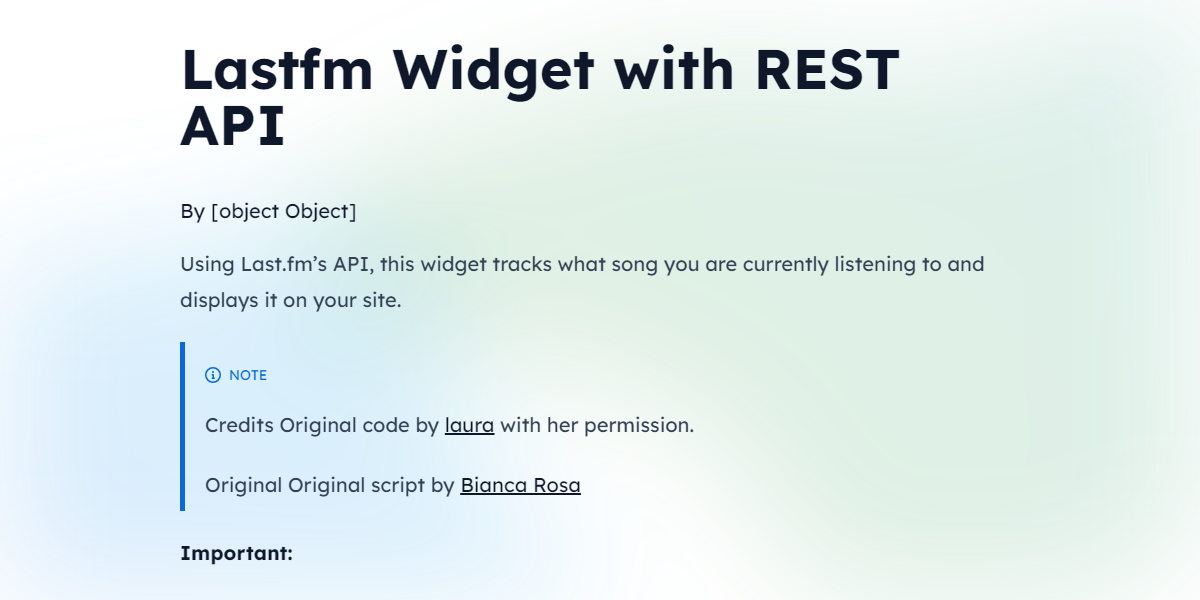 Lastfm Widget with REST
API
By [object Object]
Using Last.fm’s API, this widget tracks what song you are currently listening to and
displays it on your site.
NOTE
Credits Original code by laura with her permission.
Original Original script by Bianca Rosa
Important: